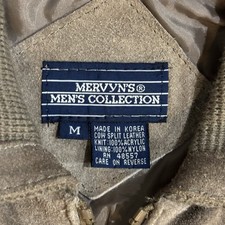 MERVYN'S®
MEN'S COLLECTION
M
MADE IN KOREA
COW SPLIT LEATHER
KNIT:100% ACRYLIC
LINING:100% NYLON
RN 48557
CARE ON REVERSE